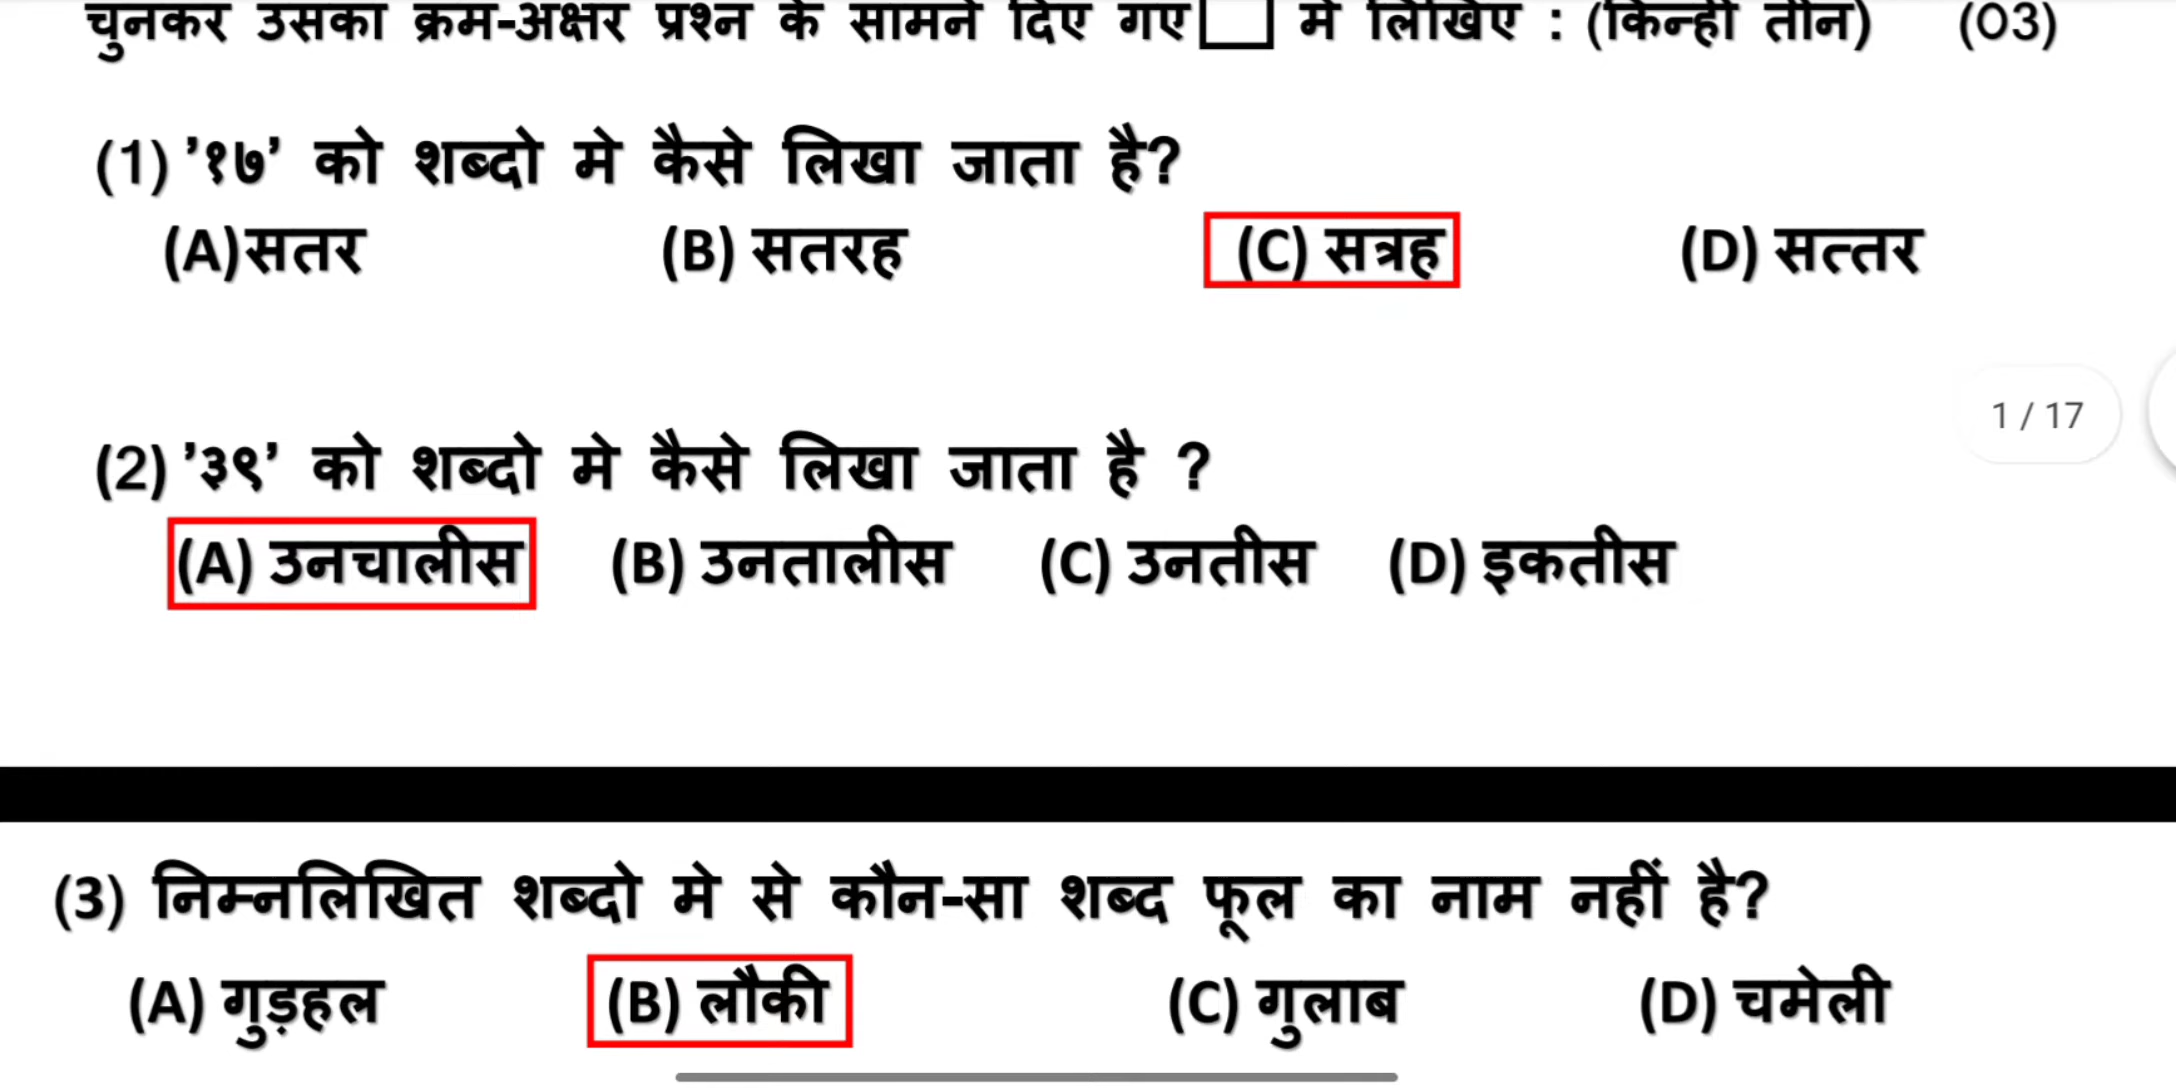 चुनकर उसका क्रम-अक्षर प्रश्न के सामने दिए गए मे लिखिए : (किन्ही तीन) (03)
(1) ’१७’ को शब्दो मे कैसे लिखा जाता है?
(A)सतर (B) सतरह (C) सत्रह (D) सत्तर
1 / 17
(2) ’३९’ को शब्दो मे कैसे लिखा जाता है ?
(A) उनचालीस (B) उनतालीस (C) उनतीस (D) इकतीस
(3) निम्नलिखित शब्दो मे से कौन-सा शब्द फूल का नाम नहीं है?
(A) गुड़हल (B) लौकी (C) गुलाब (D) चमेली